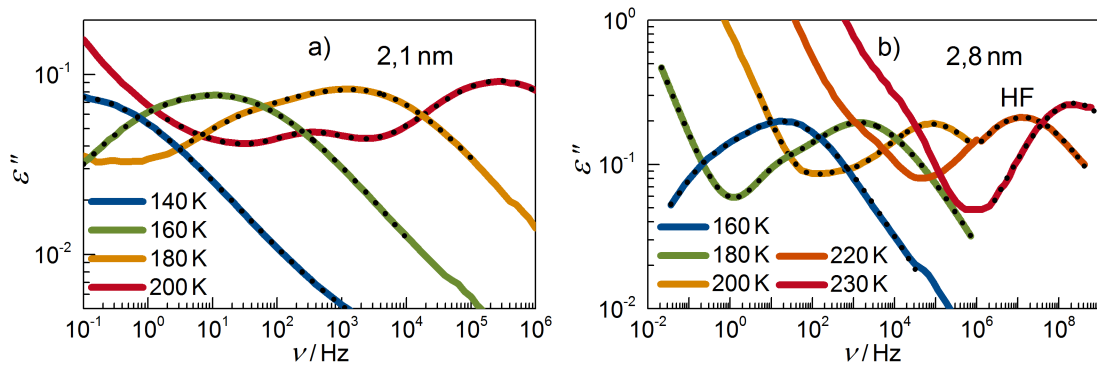 a) 2,1 nm
10⁻¹
10⁻²
ε″
140 K
160 K
180 K
200 K
10⁻¹ 10⁰ 10¹ 10² 10³ 10⁴ 10⁵ 10⁶
ν / Hz
b) 2,8 nm
HF
10⁰
10⁻¹
10⁻²
ε″
160 K
180 K 220 K
200 K 230 K
10⁻² 10⁰ 10² 10⁴ 10⁶ 10⁸
ν / Hz